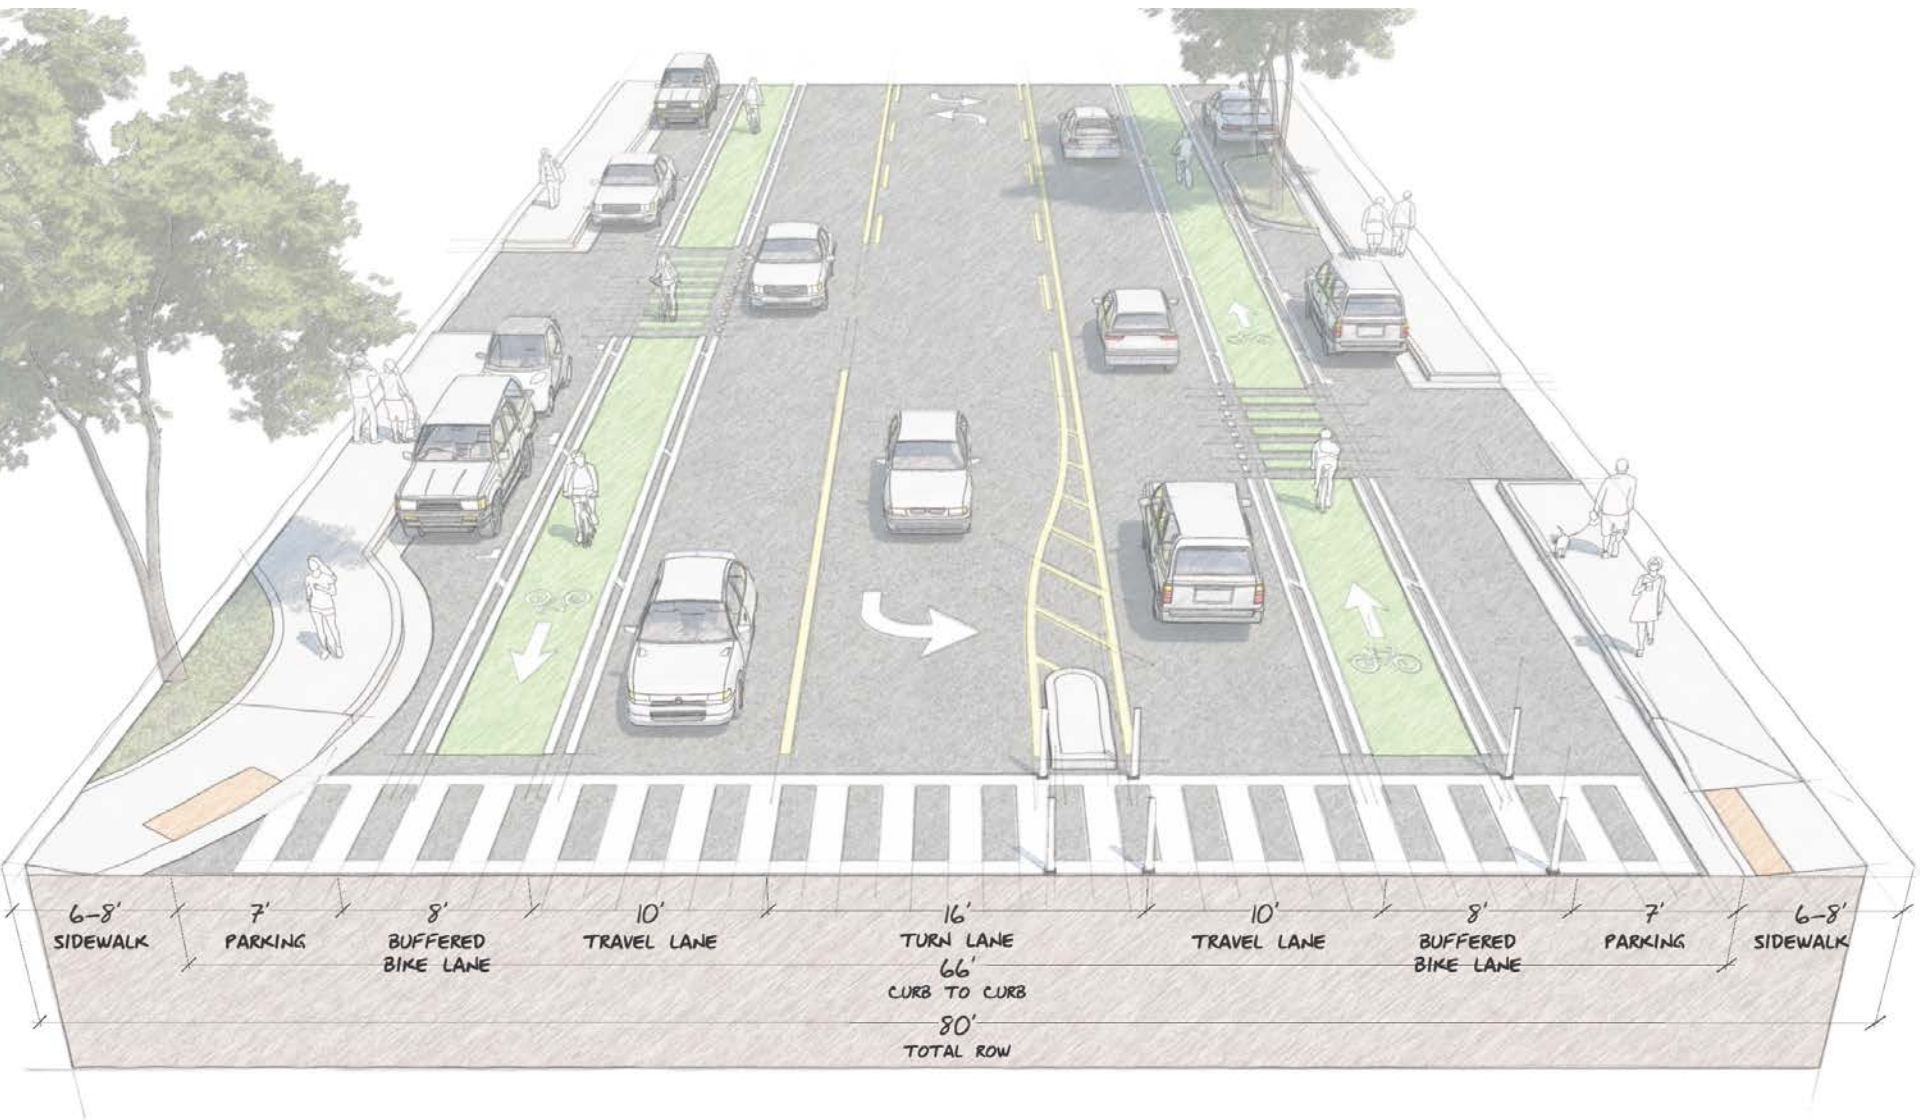 6-8' 7' 8' 10' 16' 10' 8' 7' 6-8'
SIDEWALK PARKING BUFFERED TRAVEL LANE TURN LANE TRAVEL LANE BUFFERED PARKING SIDEWALK
BIKE LANE 66' BIKE LANE
CURB TO CURB
80'
TOTAL ROW